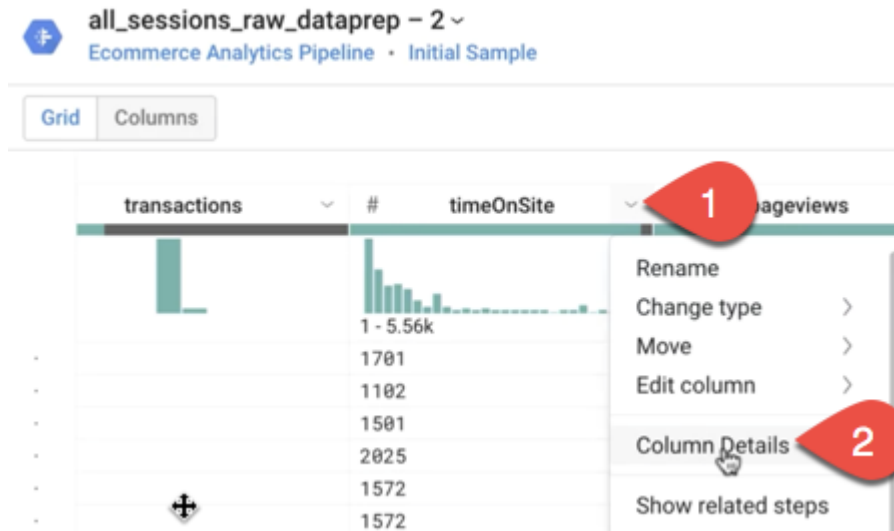 all_sessions_raw_dataprep – 2
Ecommerce Analytics Pipeline · Initial Sample
Grid Columns
transactions # timeOnSite 1 pageviews
1 - 5.56k
1701
1102
1501
2025
1572
1572
Rename
Change type
Move
Edit column
Column Details 2
Show related steps